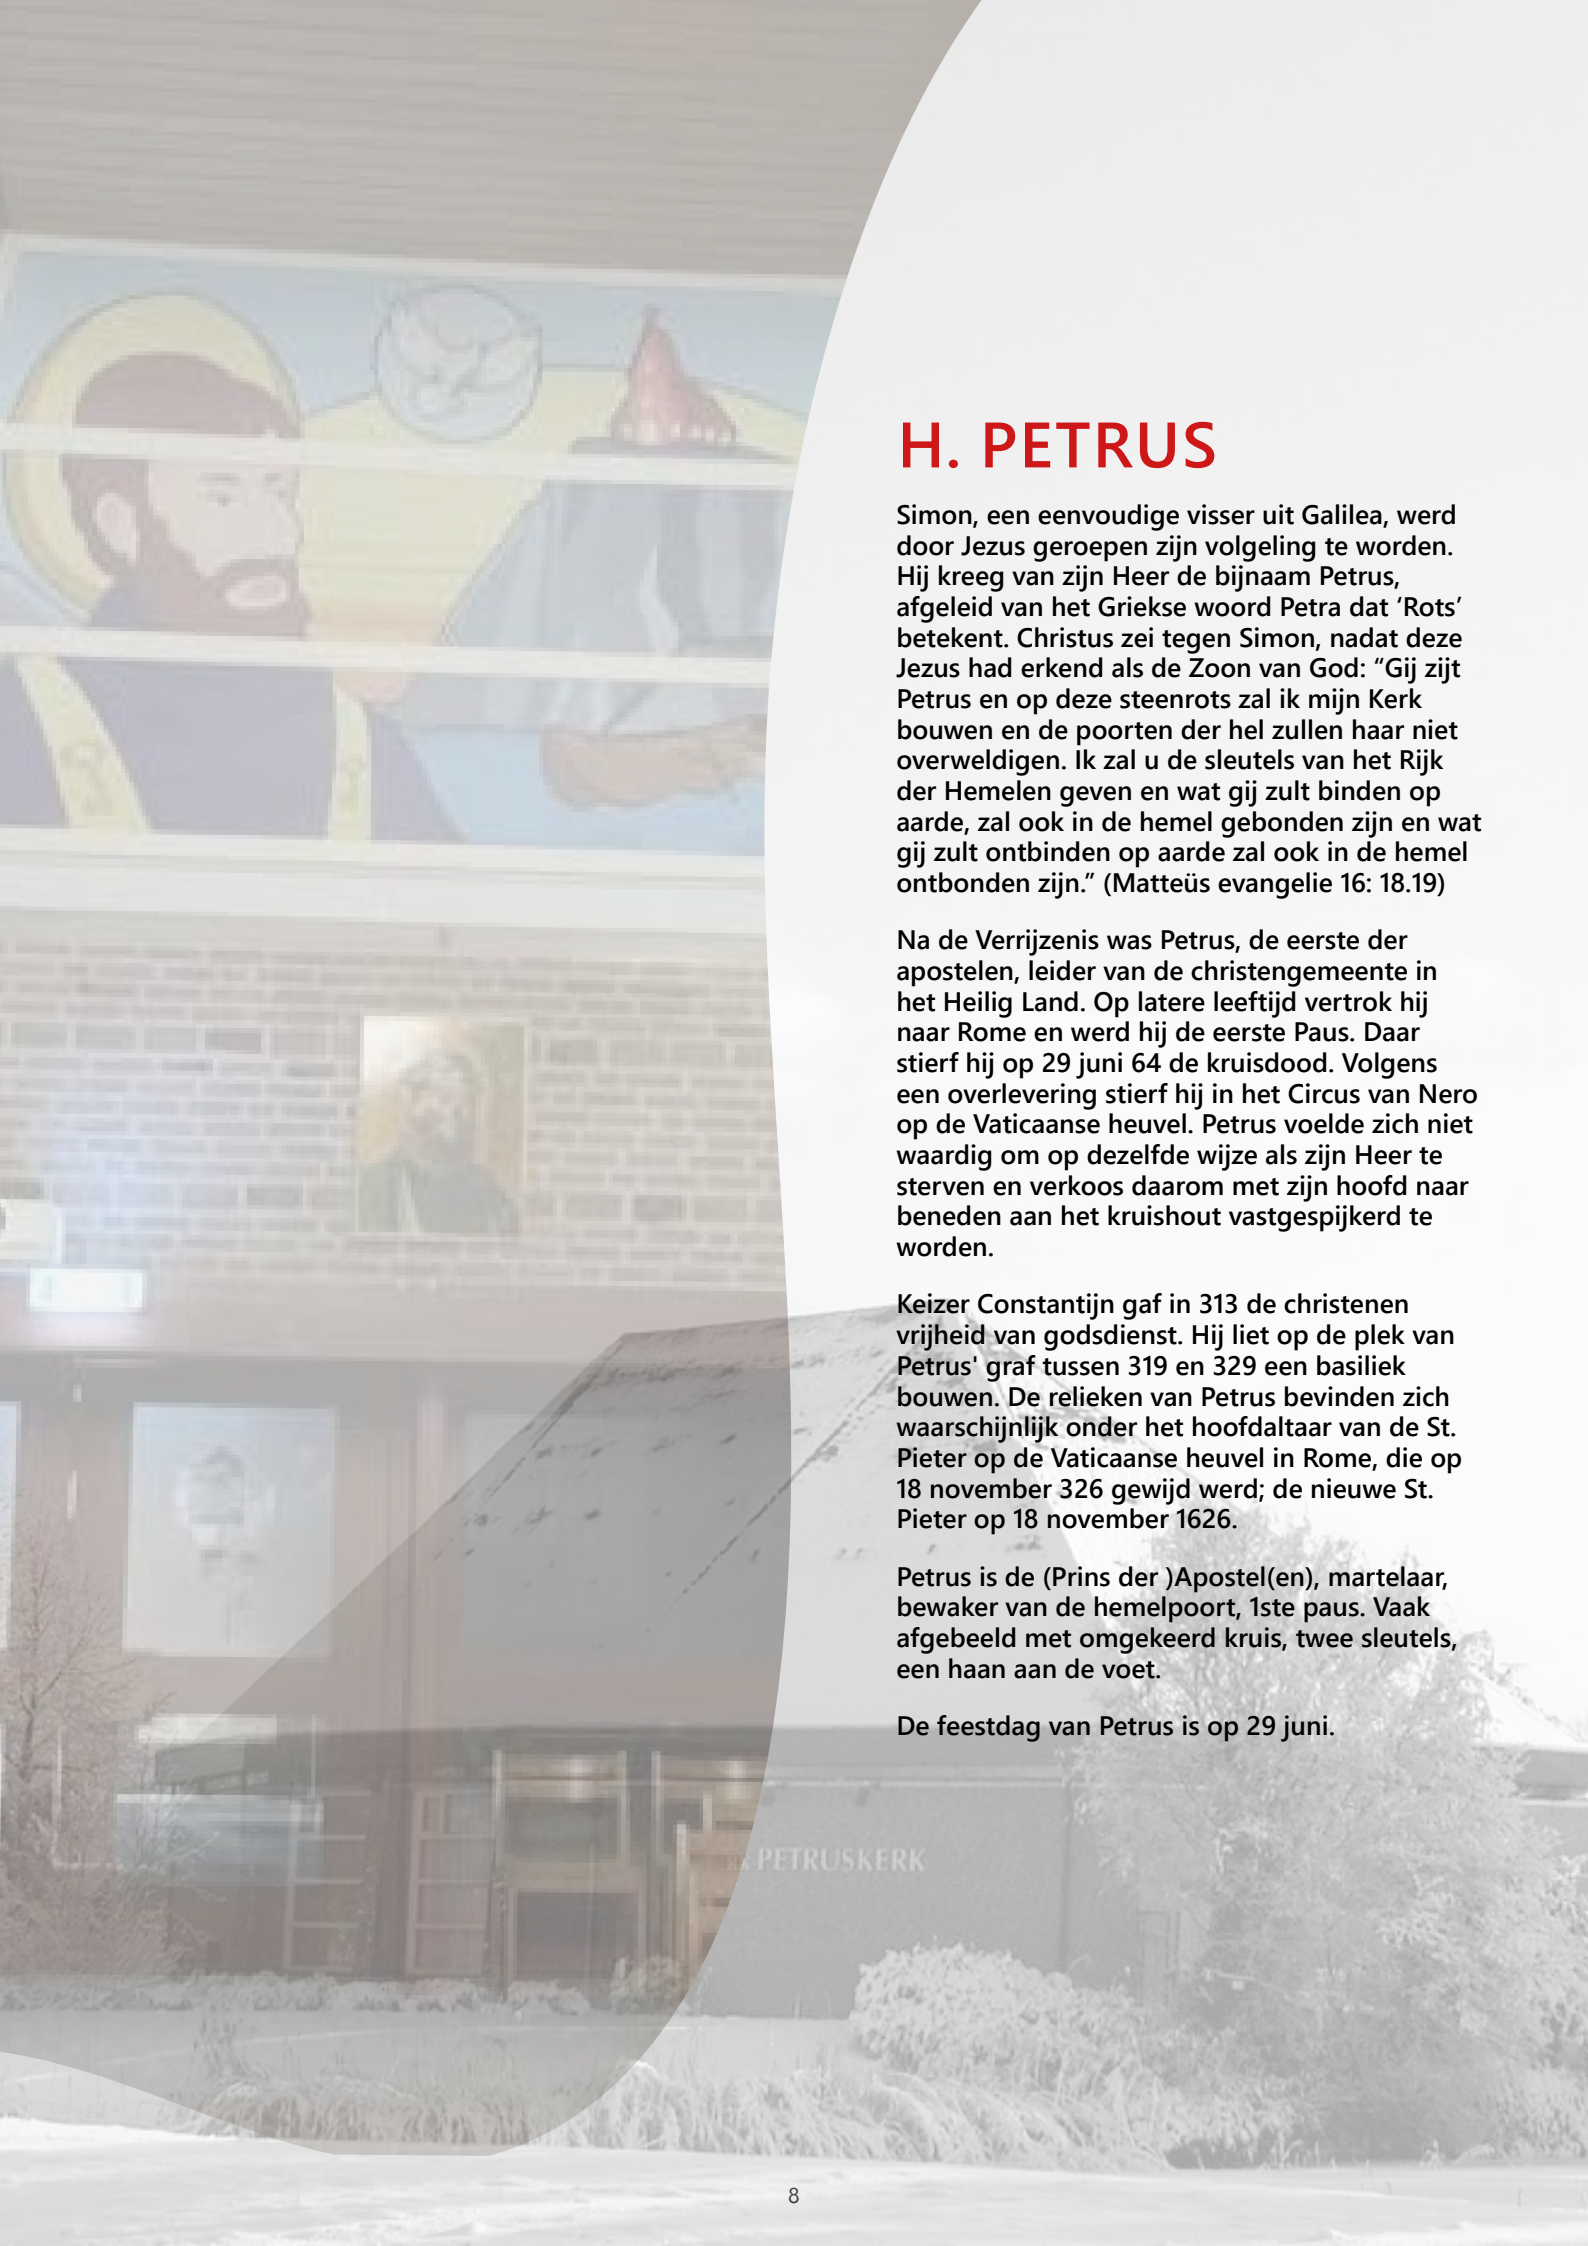 H. PETRUS
Simon, een eenvoudige visser uit Galilea, werd
door Jezus geroepen zijn volgeling te worden.
Hij kreeg van zijn Heer de bijnaam Petrus,
afgeleid van het Griekse woord Petra dat ‘Rots’
betekent. Christus zei tegen Simon, nadat deze
Jezus had erkend als de Zoon van God: “Gij zijt
Petrus en op deze steenrots zal ik mijn Kerk
bouwen en de poorten der hel zullen haar niet
overweldigen. Ik zal u de sleutels van het Rijk
der Hemelen geven en wat gij zult binden op
aarde, zal ook in de hemel gebonden zijn en wat
gij zult ontbinden op aarde zal ook in de hemel
ontbonden zijn.” (Matteüs evangelie 16: 18.19)
Na de Verrijzenis was Petrus, de eerste der
apostelen, leider van de christengemeente in
het Heilig Land. Op latere leeftijd vertrok hij
naar Rome en werd hij de eerste Paus. Daar
stierf hij op 29 juni 64 de kruisdood. Volgens
een overlevering stierf hij in het Circus van Nero
op de Vaticaanse heuvel. Petrus voelde zich niet
waardig om op dezelfde wijze als zijn Heer te
sterven en verkoos daarom met zijn hoofd naar
beneden aan het kruishout vastgespijkerd te
worden.
Keizer Constantijn gaf in 313 de christenen
vrijheid van godsdienst. Hij liet op de plek van
Petrus' graf tussen 319 en 329 een basiliek
bouwen. De relieken van Petrus bevinden zich
waarschijnlijk onder het hoofdaltaar van de St.
Pieter op de Vaticaanse heuvel in Rome, die op
18 november 326 gewijd werd; de nieuwe St.
Pieter op 18 november 1626.
Petrus is de (Prins der )Apostel(en), martelaar,
bewaker van de hemelpoort, 1ste paus. Vaak
afgebeeld met omgekeerd kruis, twee sleutels,
een haan aan de voet.
De feestdag van Petrus is op 29 juni.
PETRUSKERK
8